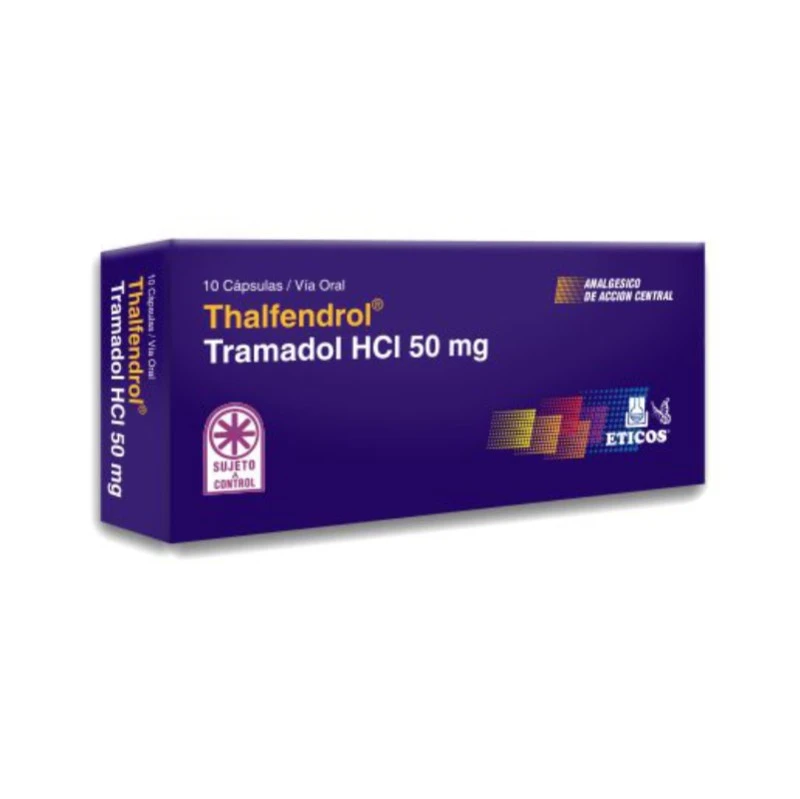 10 Cápsulas / Vía Oral
Thalfendrol®
Tramadol HCl 50 mg
10 Cápsulas / Vía Oral
Thalfendrol®
Tramadol HCl 50 mg
ANALGESICO
DE ACCION CENTRAL
SUJETO
A
CONTROL
ETICOS